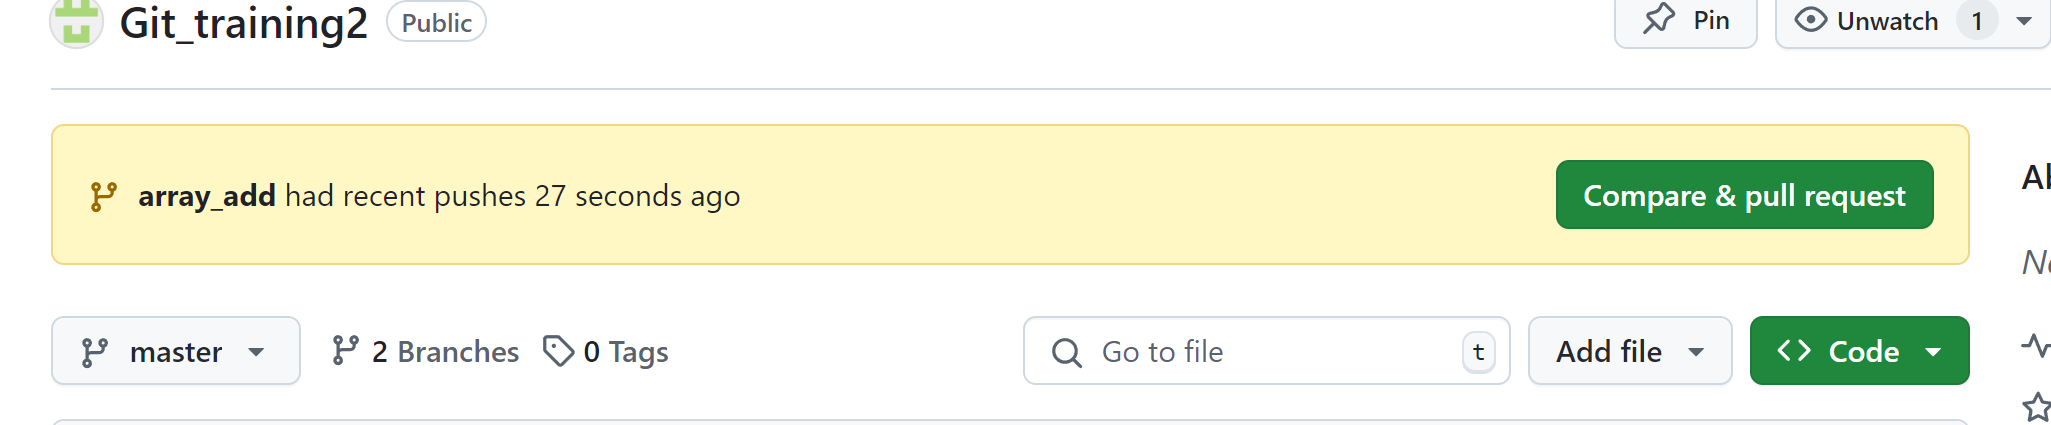 Git_training2 Public Pin Unwatch 1
array_add had recent pushes 27 seconds ago Compare & pull request
master 2 Branches 0 Tags Go to file t Add file Code